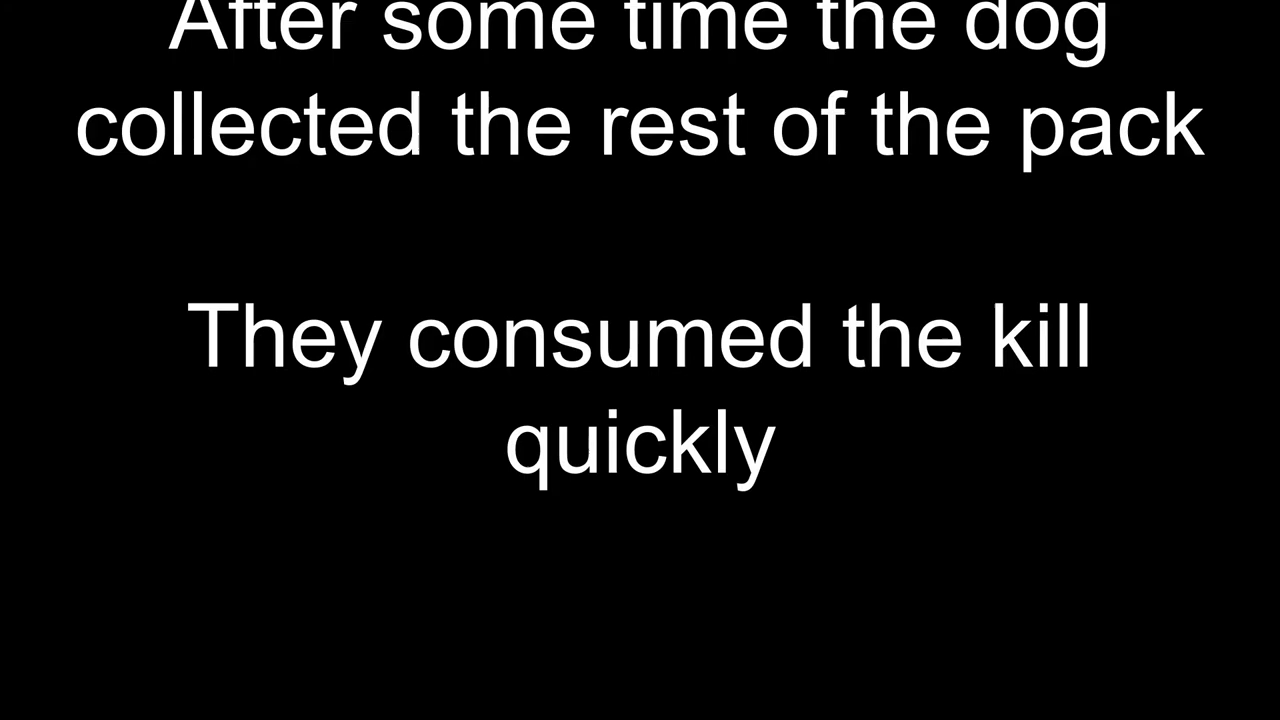 After some time the dog
collected the rest of the pack
They consumed the kill
quickly